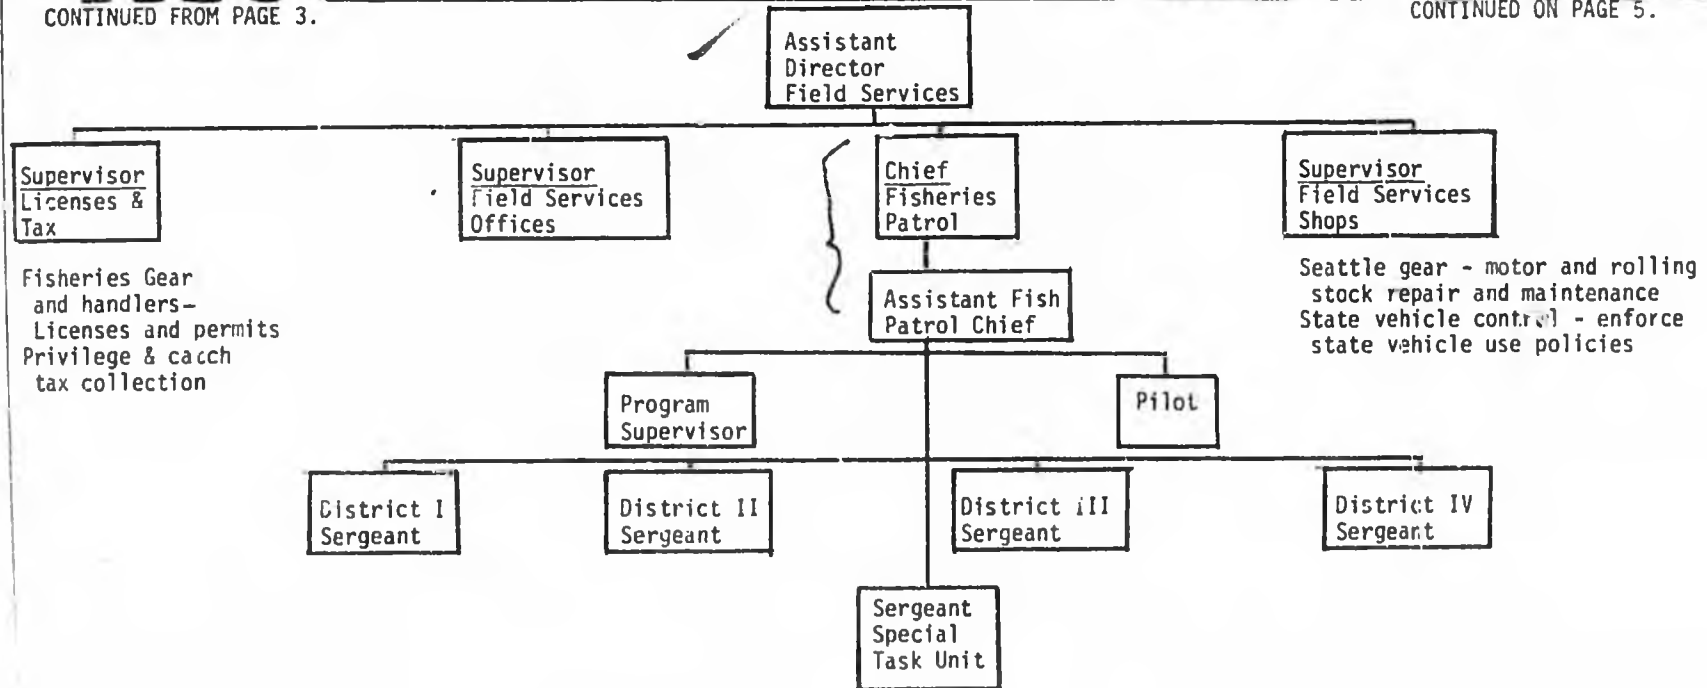 CONTINUED FROM PAGE 3.
CONTINUED ON PAGE 5.
Assistant
Director
Field Services
Supervisor
Licenses &
Tax
Supervisor
Field Services
Offices
Chief
Fisheries
Patrol
Supervisor
Field Services
Shops
Fisheries Gear
and handlers-
Licenses and permits
Privilege & catch
tax collection
Seattle gear - motor and rolling
stock repair and maintenance
State vehicle control - enforce
state vehicle use policies
Assistant Fish
Patrol Chief
Program
Supervisor
Pilot
District I
Sergeant
District II
Sergeant
District III
Sergeant
District IV
Sergeant
Sergeant
Special
Task Unit